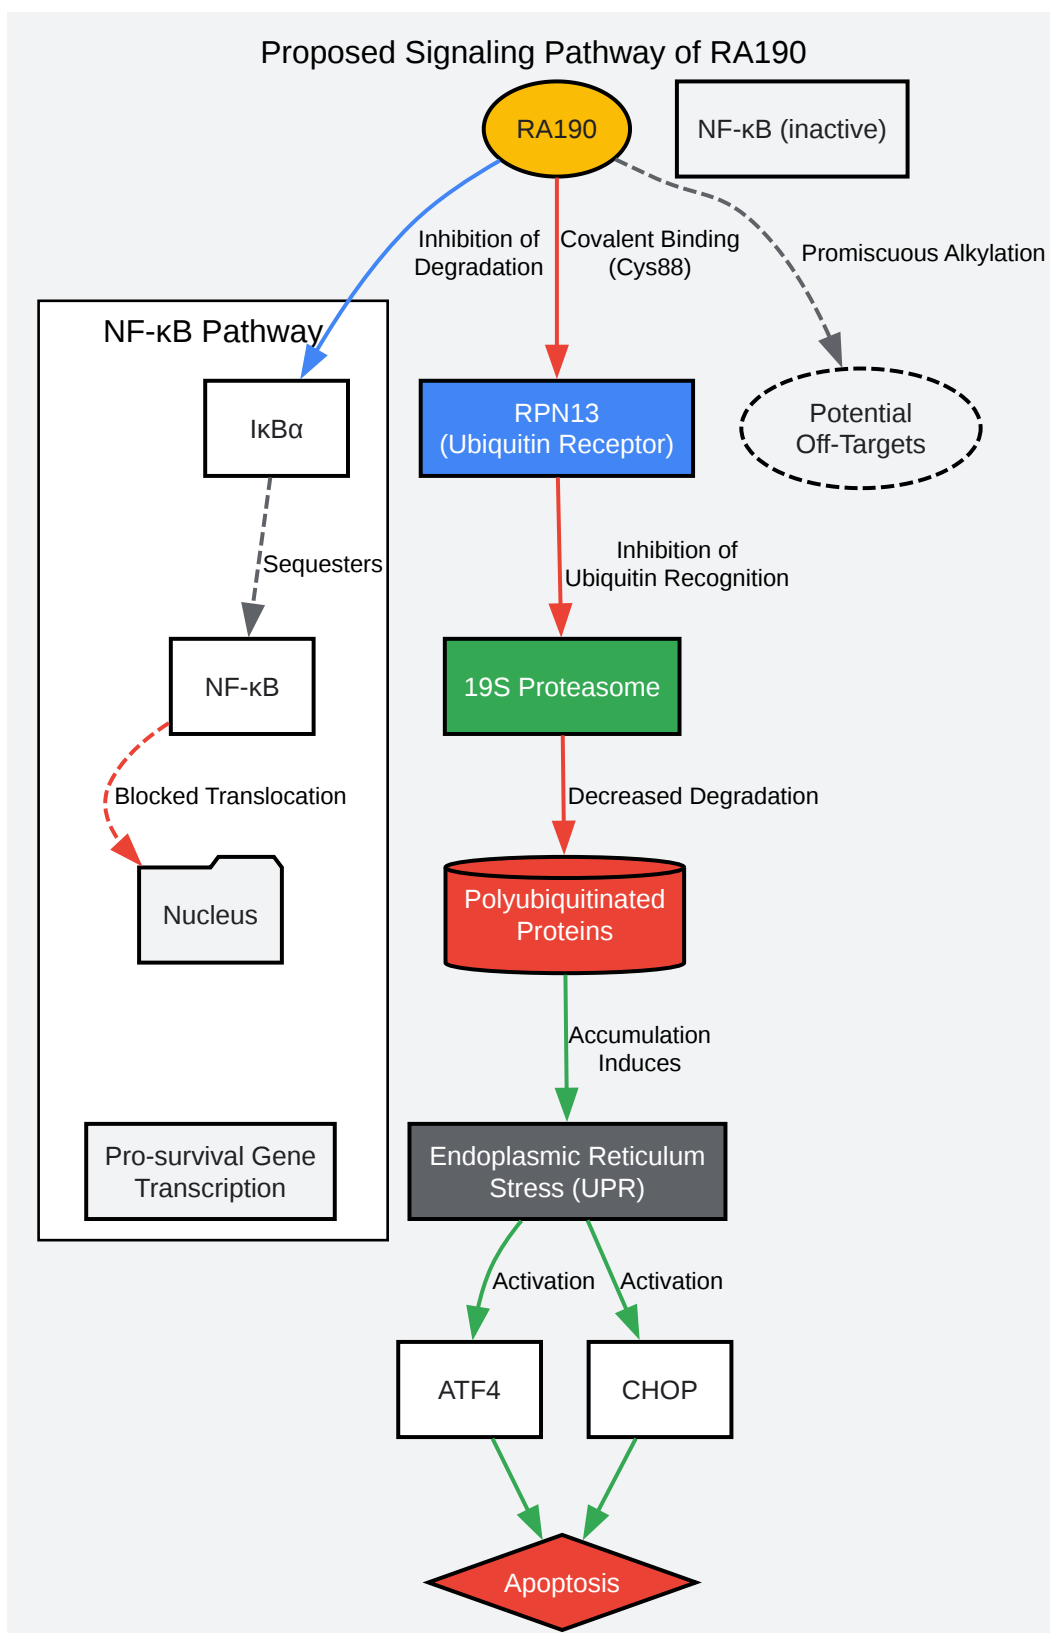 Proposed Signaling Pathway of RA190
RA190
NF-κB (inactive)
Inhibition of
Degradation
Covalent Binding
(Cys88)
Promiscuous Alkylation
NF-κB Pathway
IκBα
RPN13
(Ubiquitin Receptor)
Potential
Off-Targets
Sequesters
Inhibition of
Ubiquitin Recognition
NF-κB
19S Proteasome
Blocked Translocation
Decreased Degradation
Nucleus
Polyubiquitinated
Proteins
Accumulation
Induces
Pro-survival Gene
Transcription
Endoplasmic Reticulum
Stress (UPR)
Activation
Activation
ATF4
CHOP
Apoptosis